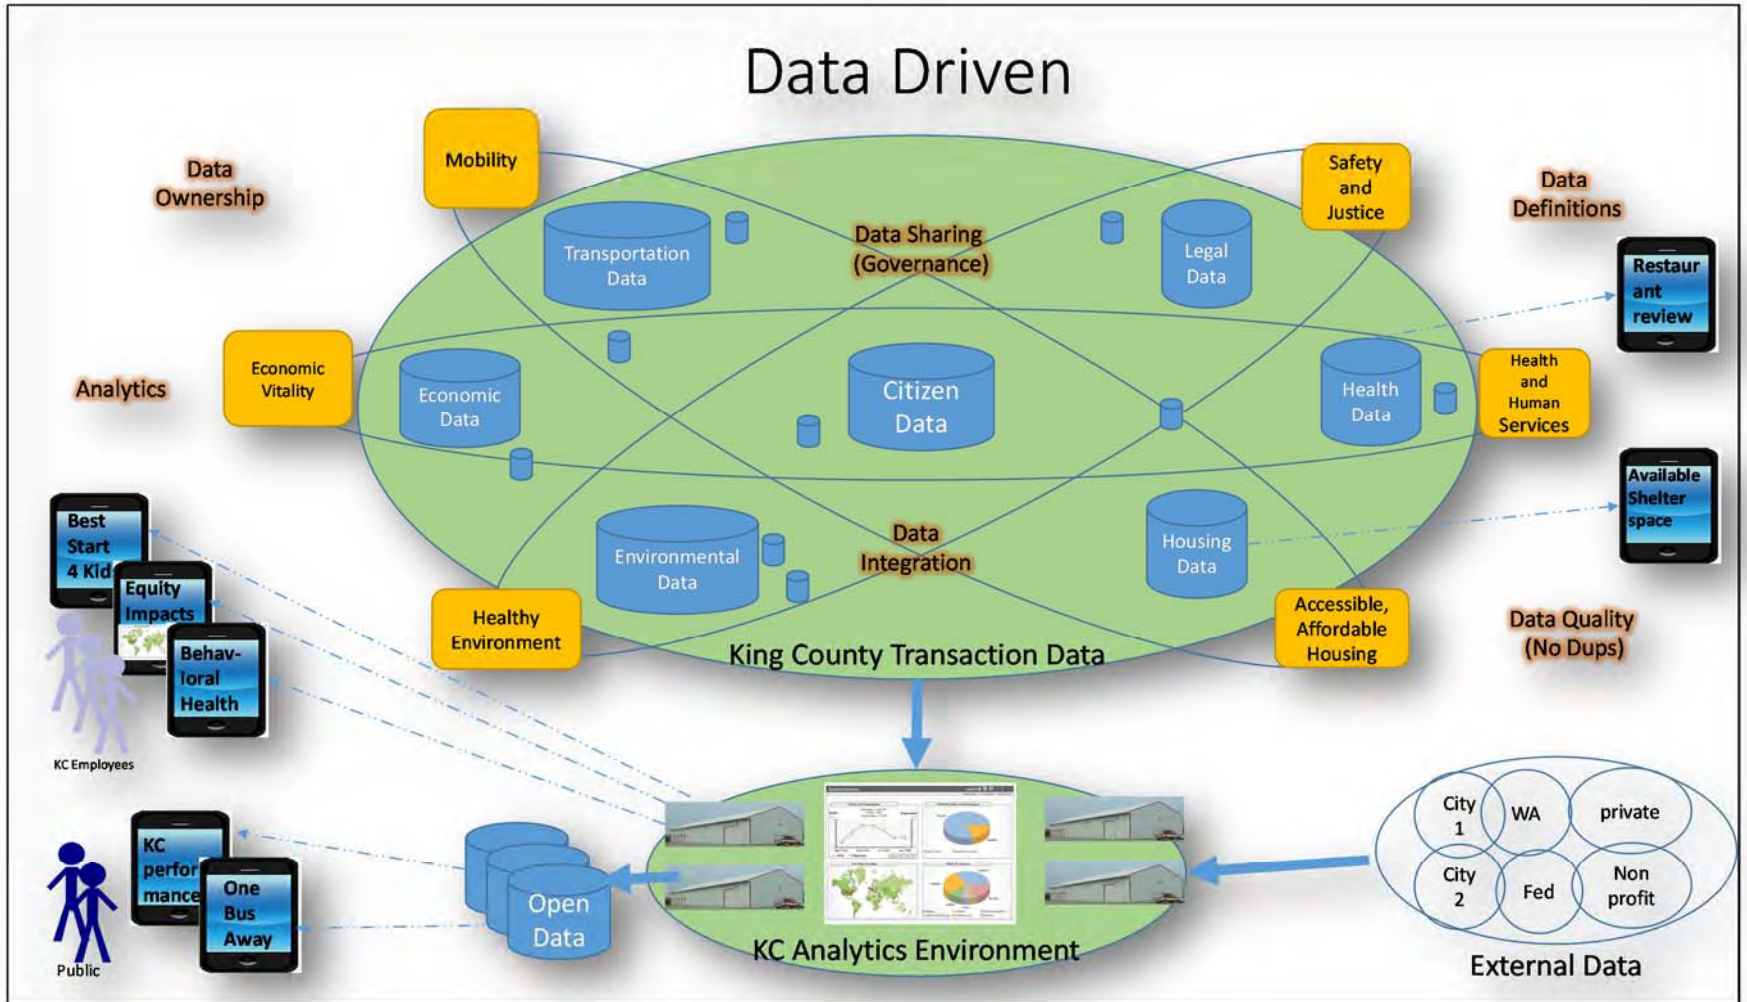 Data Driven
Data
Ownership
Mobility
Safety
and
Justice
Data
Definitions
Transportation
Data
Data Sharing
(Governance)
Legal
Data
Restaur
ant
review
Analytics
Economic
Vitality
Economic
Data
Citizen
Data
Health
Data
Health
and
Human
Services
Available
Shelter
space
Best
Start
4 Kid
Equity
Impacts
Behav-
ioral
Health
KC Employees
Healthy
Environment
Environmental
Data
Data
Integration
Housing
Data
Accessible,
Affordable
Housing
Data Quality
(No Dups)
King County Transaction Data
KC
perfor
mance
One
Bus
Away
Public
Open
Data
KC Analytics Environment
City
1
WA
private
City
2
Fed
Non
profit
External Data